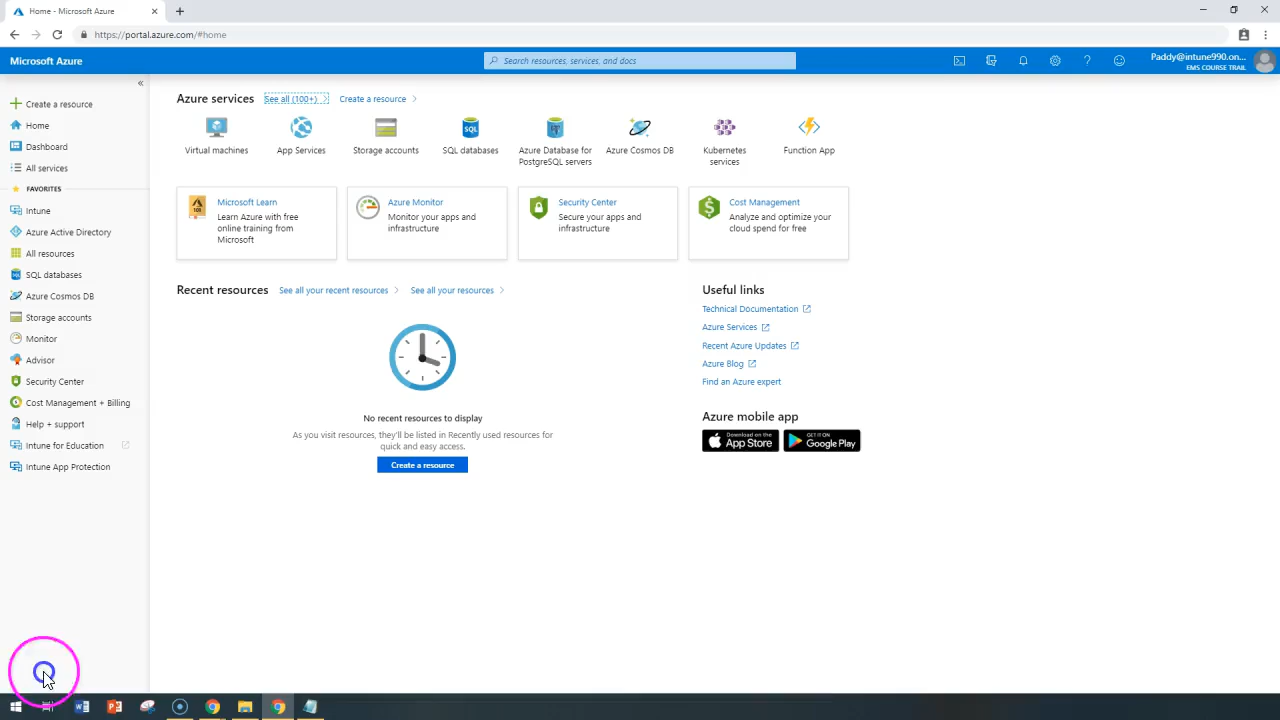 Home - Microsoft Azure
https://portal.azure.com/#home
Microsoft Azure
Search resources, services, and docs
Paddy@intune990.on...
EMS COURSE TRAIL
Create a resource
Home
Dashboard
All services
FAVORITES
Intune
Azure Active Directory
All resources
SQL databases
Azure Cosmos DB
Storage accounts
Monitor
Advisor
Security Center
Cost Management + Billing
Help + support
Intune for Education
Intune App Protection
Azure services
See all (100+)
Create a resource
Virtual machines
App Services
Storage accounts
SQL
SQL databases
Azure Database for
PostgreSQL servers
Azure Cosmos DB
Kubernetes
services
Function App
Microsoft Learn
Learn Azure with free
online training from
Microsoft
Azure Monitor
Monitor your apps and
infrastructure
Security Center
Secure your apps and
infrastructure
Cost Management
Analyze and optimize your
cloud spend for free
Recent resources
See all your recent resources
See all your resources
No recent resources to display
As you visit resources, they'll be listed in Recently used resources for
quick and easy access.
Create a resource
Useful links
Technical Documentation
Azure Services
Recent Azure Updates
Azure Blog
Find an Azure expert
Azure mobile app
Download on the
App Store
GET IT ON
Google Play